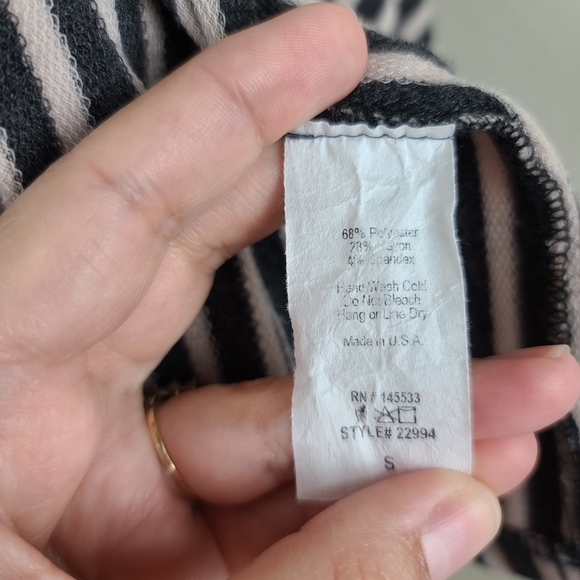 68% Polyester
28% Rayon
4% Spandex
Hand Wash Cold
Do Not Bleach
Hang or Line Dry
Made in U.S.A.
RN # 145533
STYLE# 22994
S